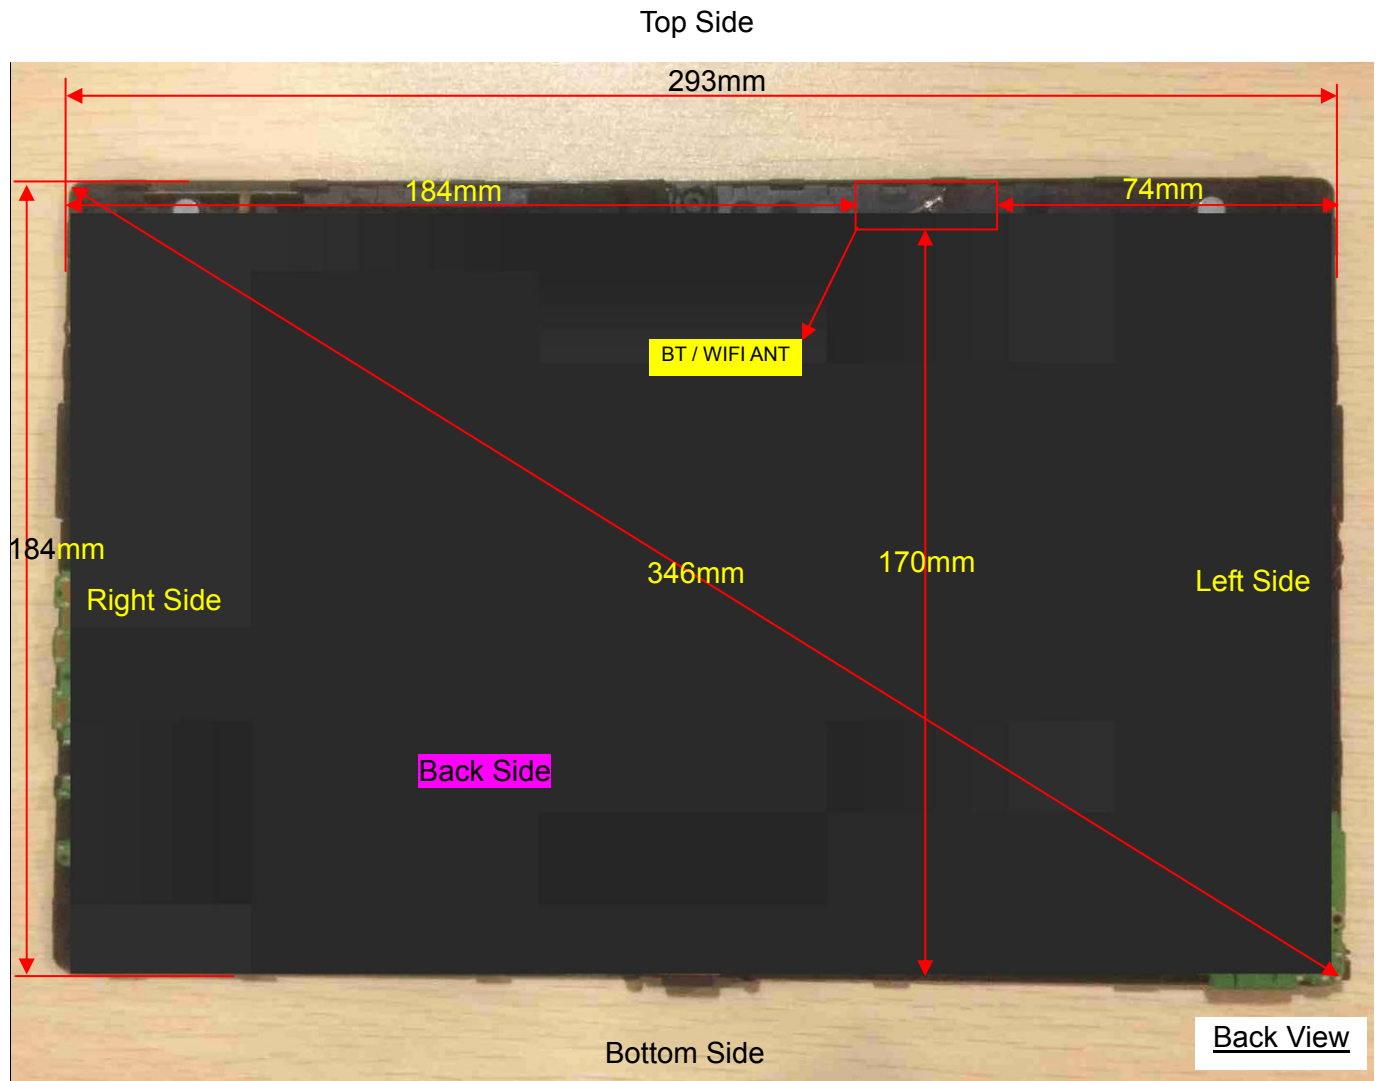 Top Side
293mm
184mm
74mm
BT / WIFI ANT
184mm
346mm
170mm
Left Side
Right Side
Back Side
Back View
Bottom Side